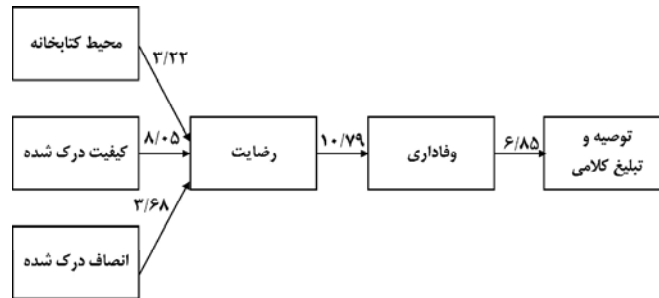 محیط کتابخانه
۳/۲۲
کیفیت درک شده
۸/۰۵
رضایت
۱۰/۷۹
وفاداری
۶/۸۵
توصیه و
تبلیغ کلامی
۳/۶۸
انصاف درک شده